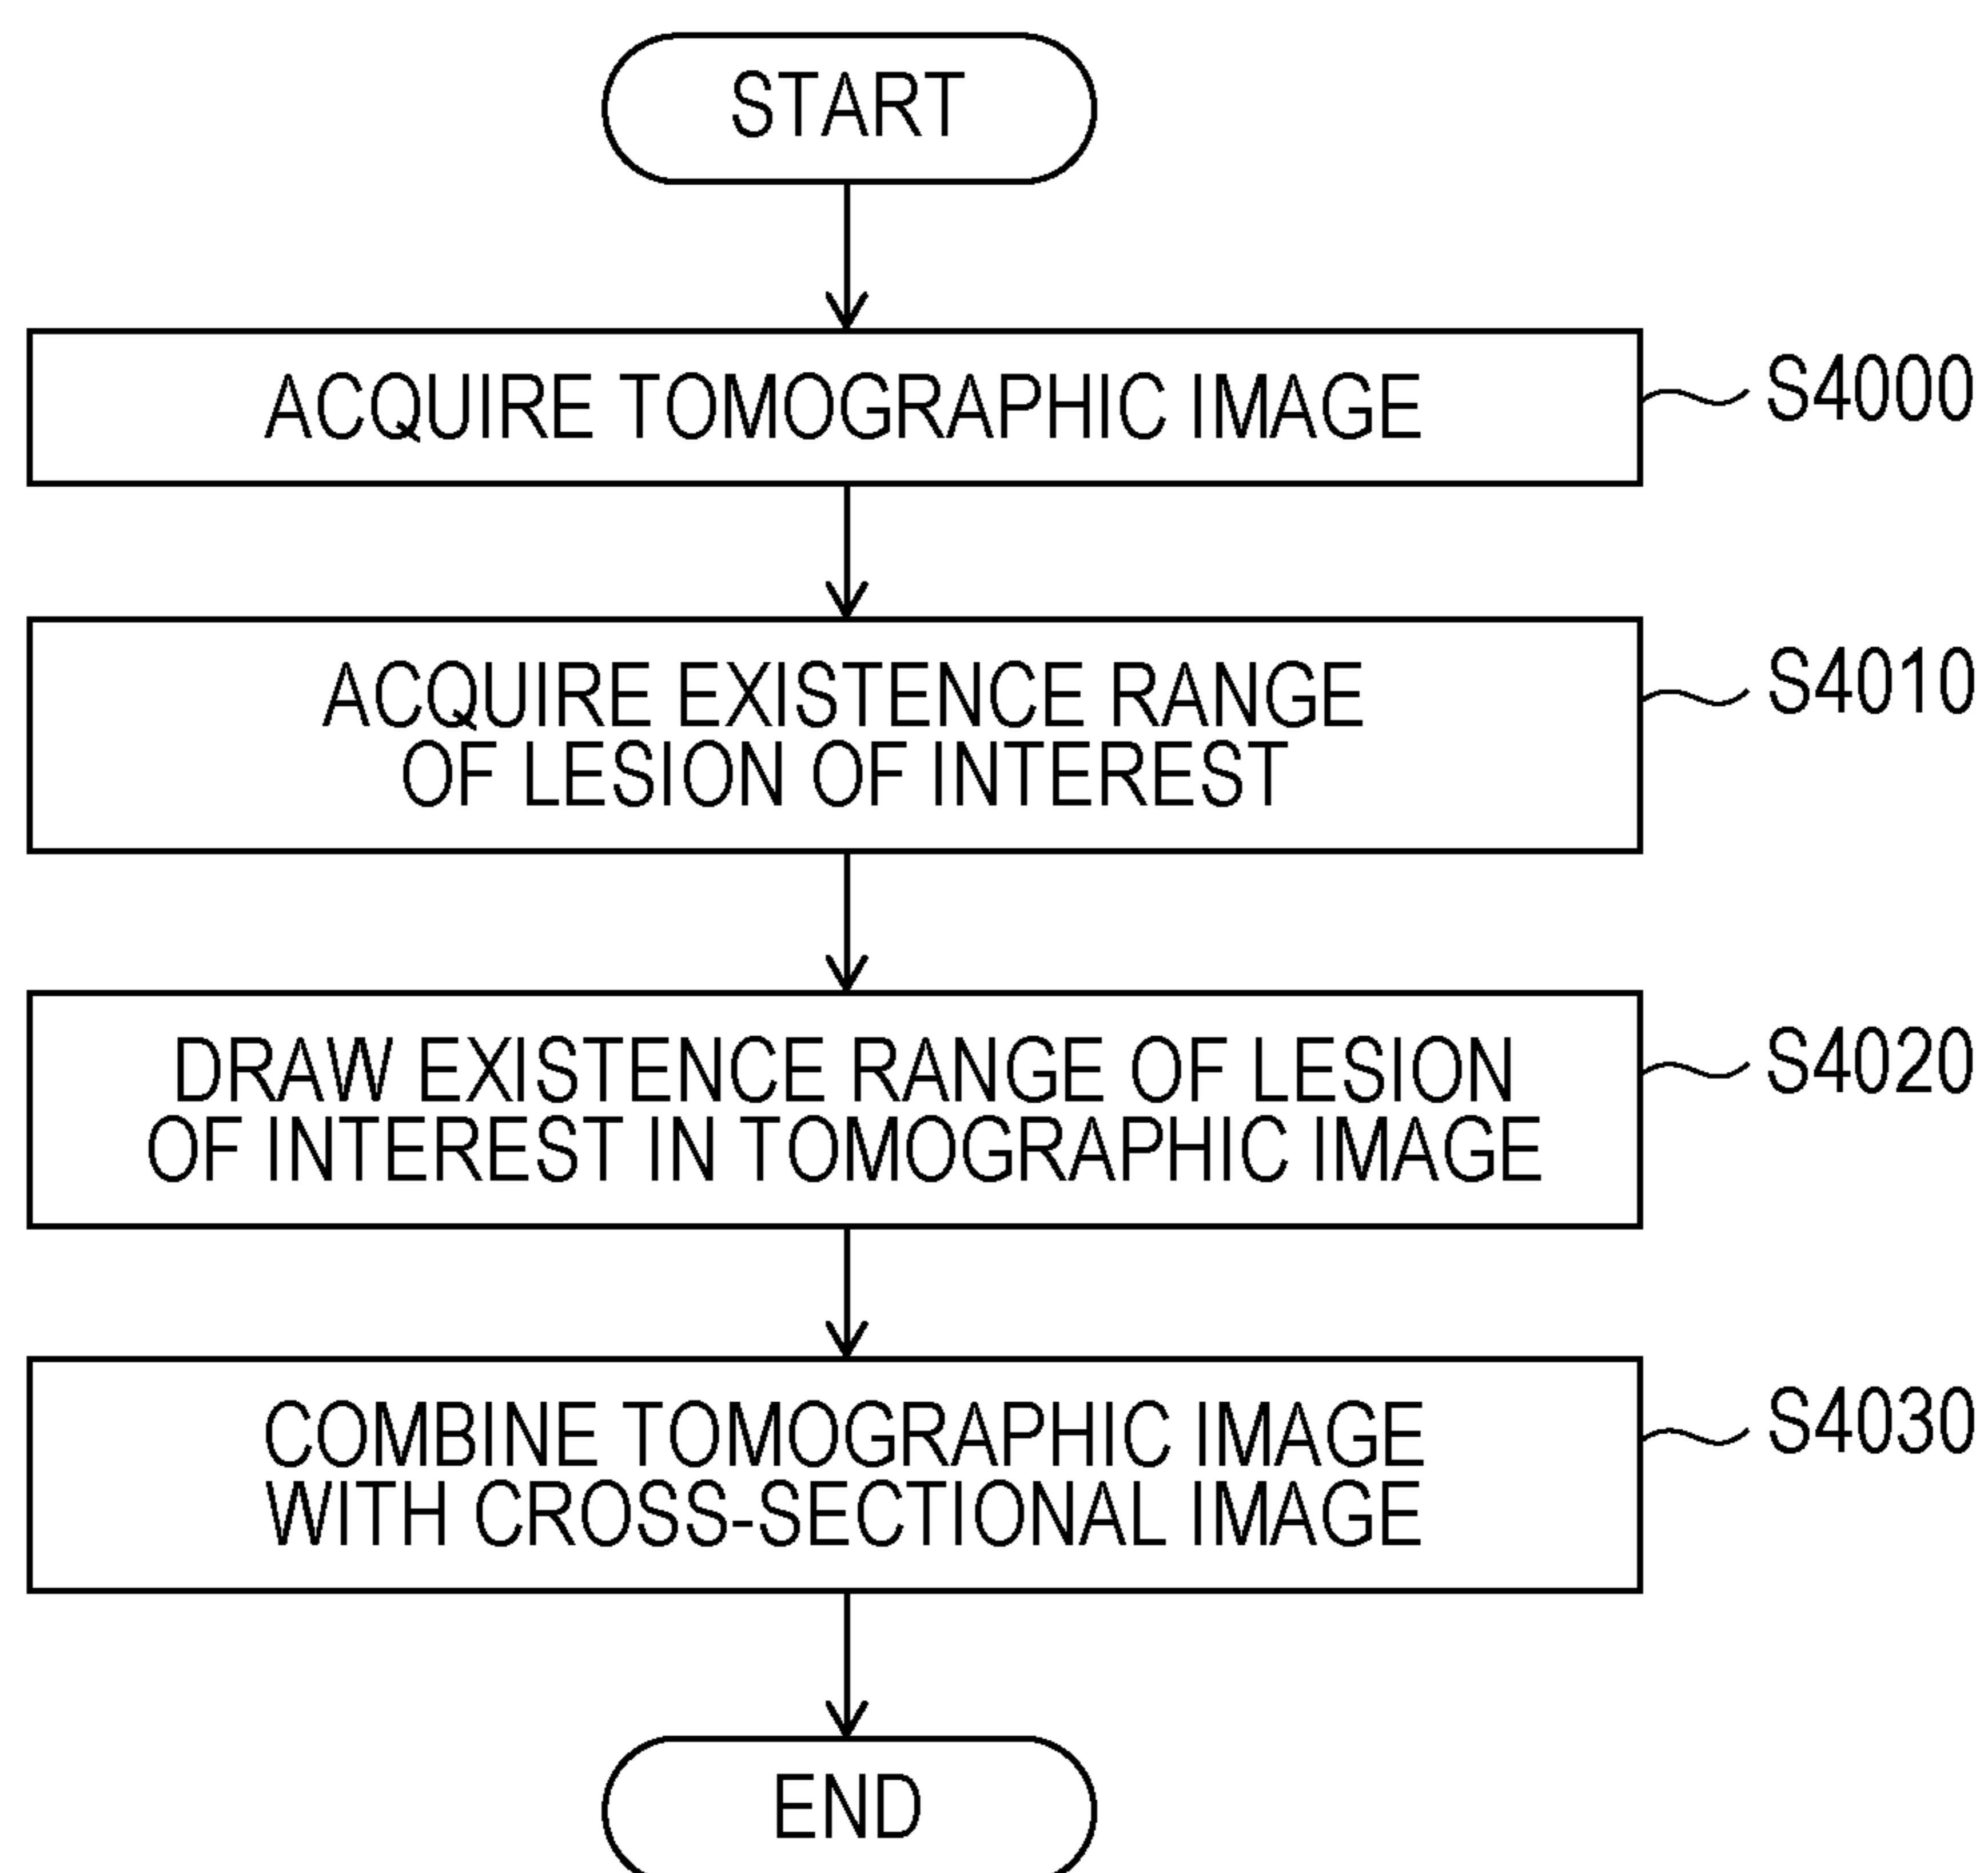 START
ACQUIRE TOMOGRAPHIC IMAGE
S4000
ACQUIRE EXISTENCE RANGE
OF LESION OF INTEREST
S4010
DRAW EXISTENCE RANGE OF LESION
OF INTEREST IN TOMOGRAPHIC IMAGE
S4020
COMBINE TOMOGRAPHIC IMAGE
WITH CROSS-SECTIONAL IMAGE
S4030
END